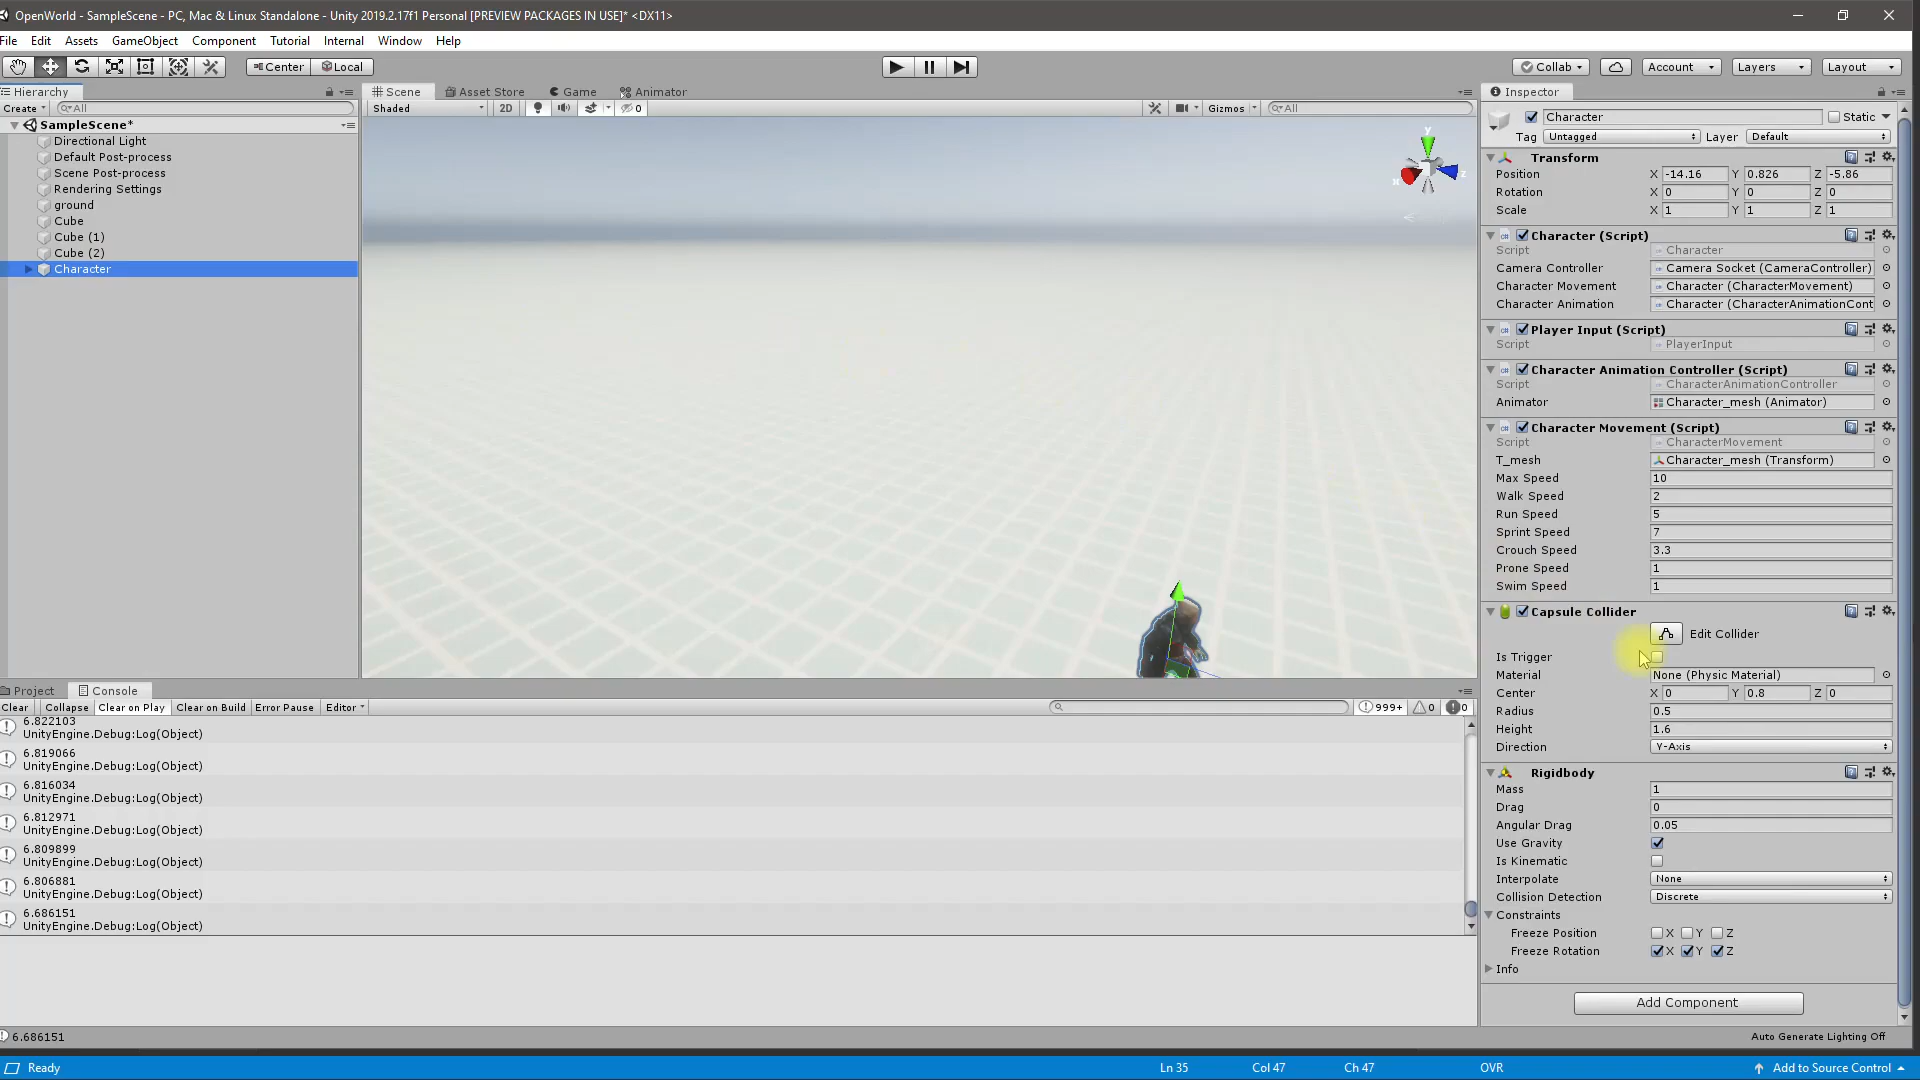 OpenWorld - SampleScene - PC, Mac & Linux Standalone - Unity 2019.2.17f1 Personal [PREVIEW PACKAGES IN USE]* <DX11>
File Edit Assets GameObject Component Tutorial Internal Window Help
Center Local Collab Account Layers Layout
Hierarchy
Create All
SampleScene*
Directional Light
Default Post-process
Scene Post-process
Rendering Settings
ground
Cube
Cube (1)
Cube (2)
Character
Scene Asset Store Game Animator
Shaded 2D 0 Gizmos All
y
x
z
Project Console
Clear Collapse Clear on Play Clear on Build Error Pause Editor 999+ 0 0
6.822103
UnityEngine.Debug:Log(Object)
6.819066
UnityEngine.Debug:Log(Object)
6.816034
UnityEngine.Debug:Log(Object)
6.812971
UnityEngine.Debug:Log(Object)
6.809899
UnityEngine.Debug:Log(Object)
6.806881
UnityEngine.Debug:Log(Object)
6.686151
UnityEngine.Debug:Log(Object)
Inspector
Character Static
Tag Untagged Layer Default
Transform
Position X -14.16 Y 0.826 Z -5.86
Rotation X 0 Y 0 Z 0
Scale X 1 Y 1 Z 1
Character (Script)
Script Character
Camera Controller Camera Socket (CameraController)
Character Movement Character (CharacterMovement)
Character Animation Character (CharacterAnimationCont
Player Input (Script)
Script PlayerInput
Character Animation Controller (Script)
Script CharacterAnimationController
Animator Character_mesh (Animator)
Character Movement (Script)
Script CharacterMovement
T_mesh Character_mesh (Transform)
Max Speed 10
Walk Speed 2
Run Speed 5
Sprint Speed 7
Crouch Speed 3.3
Prone Speed 1
Swim Speed 1
Capsule Collider
Edit Collider
Is Trigger
Material None (Physic Material)
Center X 0 Y 0.8 Z 0
Radius 0.5
Height 1.6
Direction Y-Axis
Rigidbody
Mass 1
Drag 0
Angular Drag 0.05
Use Gravity
Is Kinematic
Interpolate None
Collision Detection Discrete
Constraints
Freeze Position X Y Z
Freeze Rotation X Y Z
Info
Add Component
6.686151 Auto Generate Lighting Off
Ready Ln 35 Col 47 Ch 47 OVR Add to Source Control